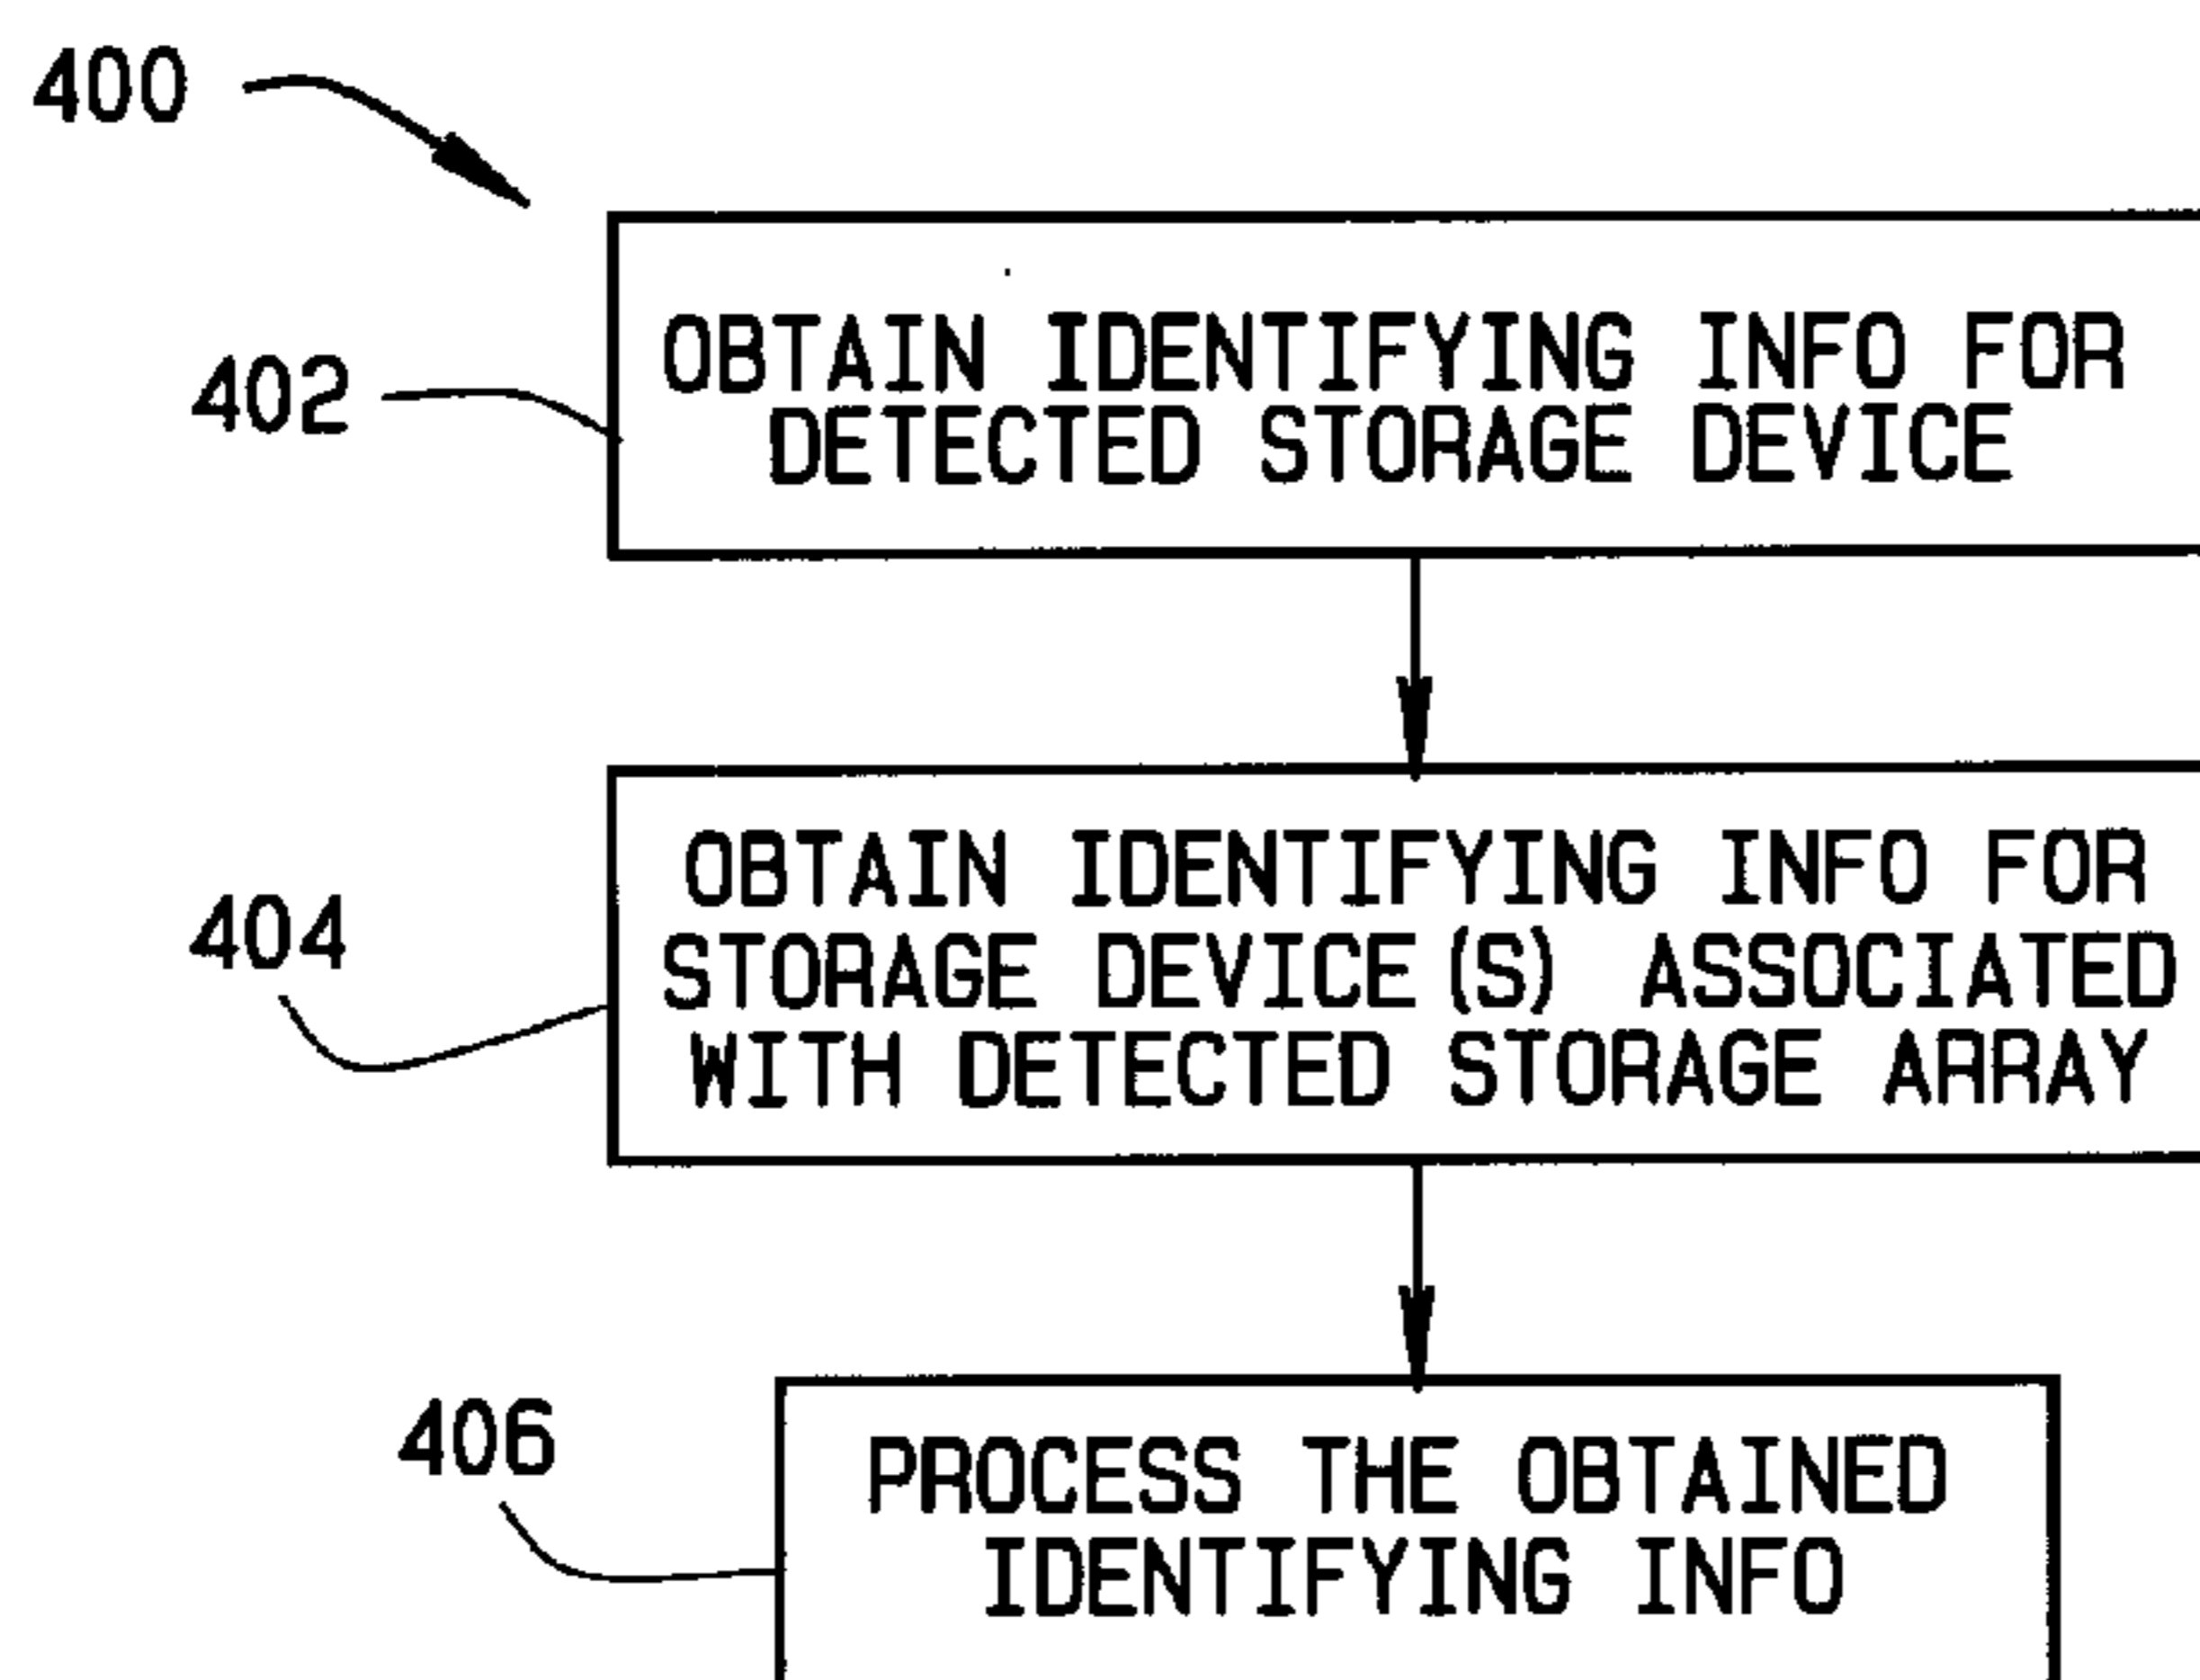 400
402
OBTAIN IDENTIFYING INFO FOR
DETECTED STORAGE DEVICE
404
OBTAIN IDENTIFYING INFO FOR
STORAGE DEVICE(S) ASSOCIATED
WITH DETECTED STORAGE ARRAY
406
PROCESS THE OBTAINED
IDENTIFYING INFO